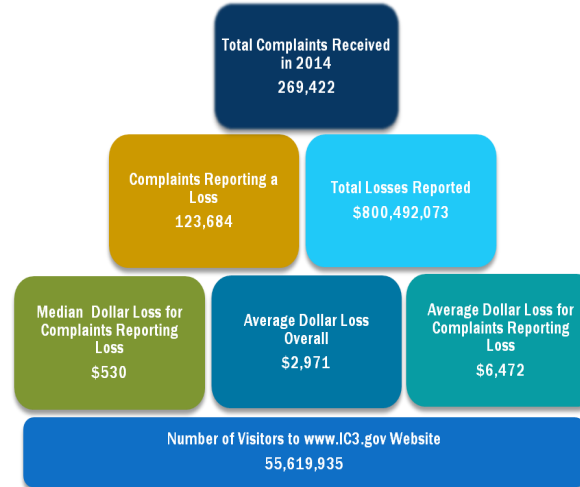 Total Complaints Received
in 2014
269,422
Complaints Reporting a
Loss
123,684
Total Losses Reported
$800,492,073
Median Dollar Loss for
Complaints Reporting
Loss
$530
Average Dollar Loss
Overall
$2,971
Average Dollar Loss for
Complaints Reporting
Loss
$6,472
Number of Visitors to www.IC3.gov Website
55,619,935